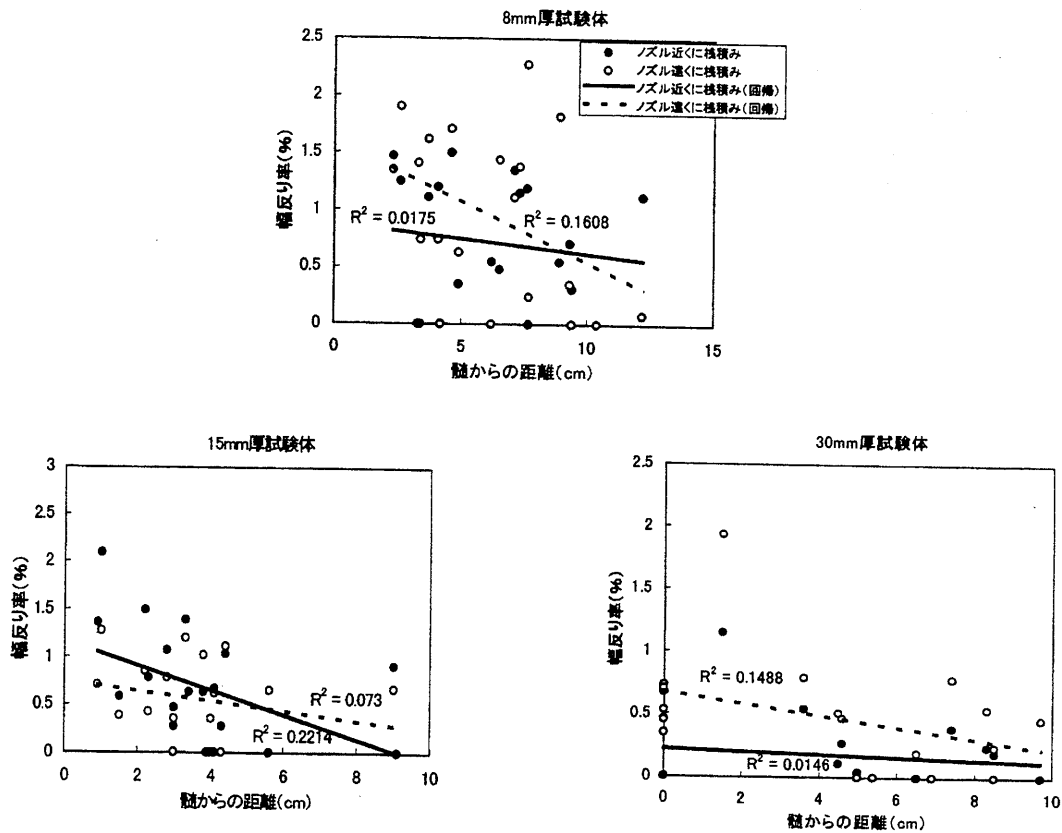 8mm厚試験体
2.5
2
1.5
1
0.5
0
幅反り率(%)
ノズル近くに桟積み
ノズル遠くに桟積み
ノズル近くに桟積み(回帰)
ノズル遠くに桟積み(回帰)
R² = 0.0175
R² = 0.1608
0 5 10 15
髄からの距離(cm)
15mm厚試験体
3
2.5
2
1.5
1
0.5
0
幅反り率(%)
R² = 0.073
R² = 0.2214
0 2 4 6 8 10
髄からの距離(cm)
30mm厚試験体
2.5
2
1.5
1
0.5
0
幅反り率(%)
R² = 0.1488
R² = 0.0146
0 2 4 6 8 10
髄からの距離(cm)